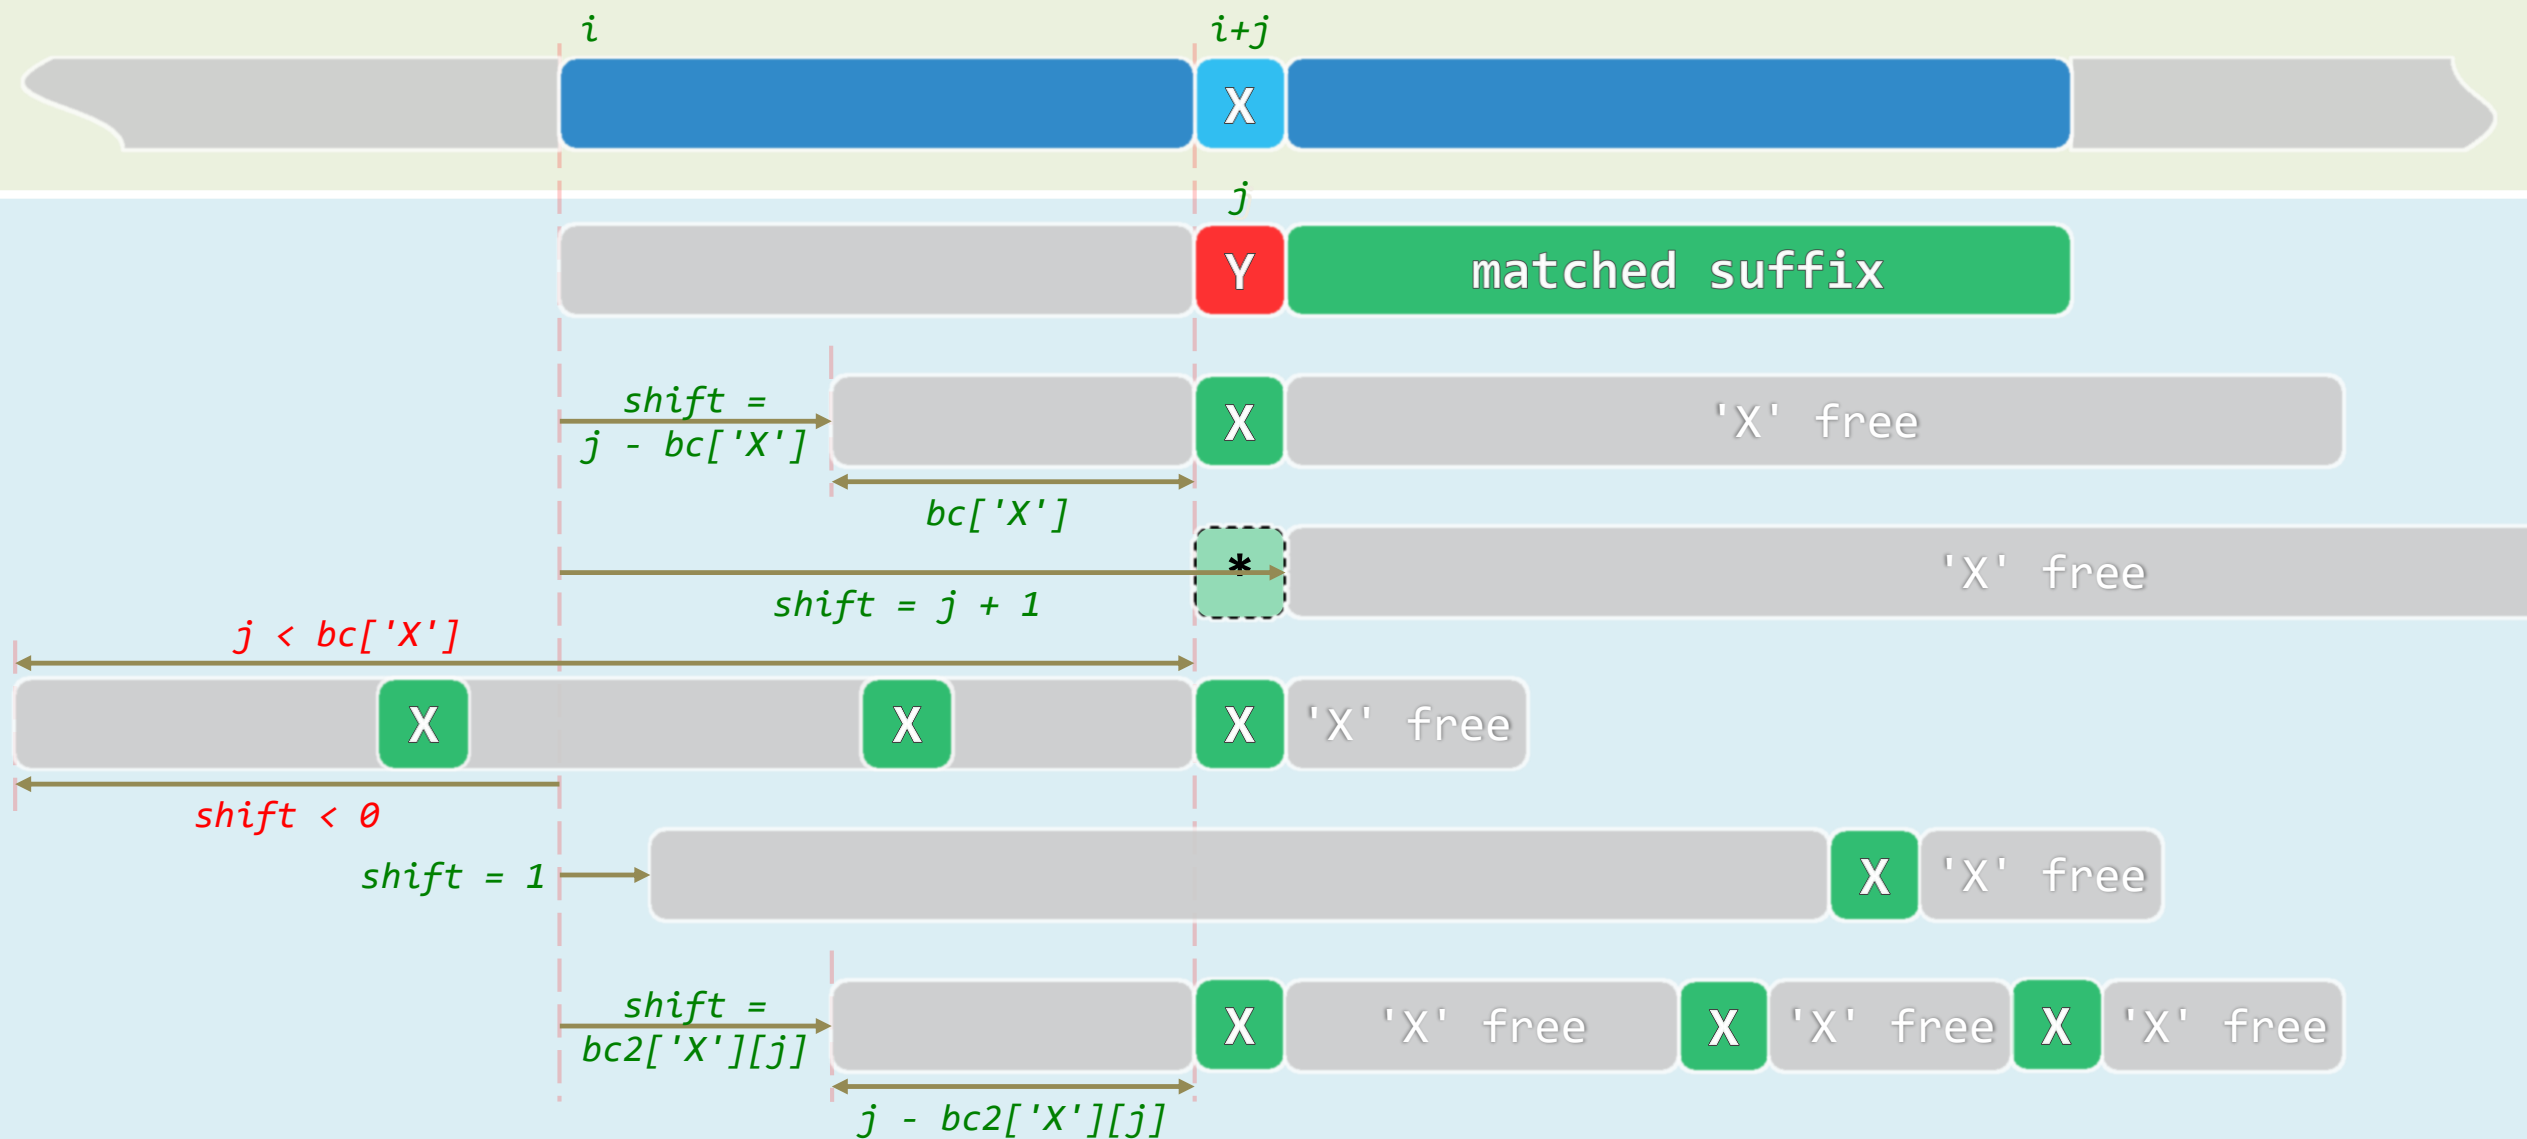 i
i+j
X
j
Y
matched suffix
shift =
j - bc['X']
X
'X' free
bc['X']
*
'X' free
shift = j + 1
j < bc['X']
X
X
X
'X' free
shift < 0
shift = 1
X
'X' free
shift =
bc2['X'][j]
X
'X' free
X
'X' free
X
'X' free
j - bc2['X'][j]